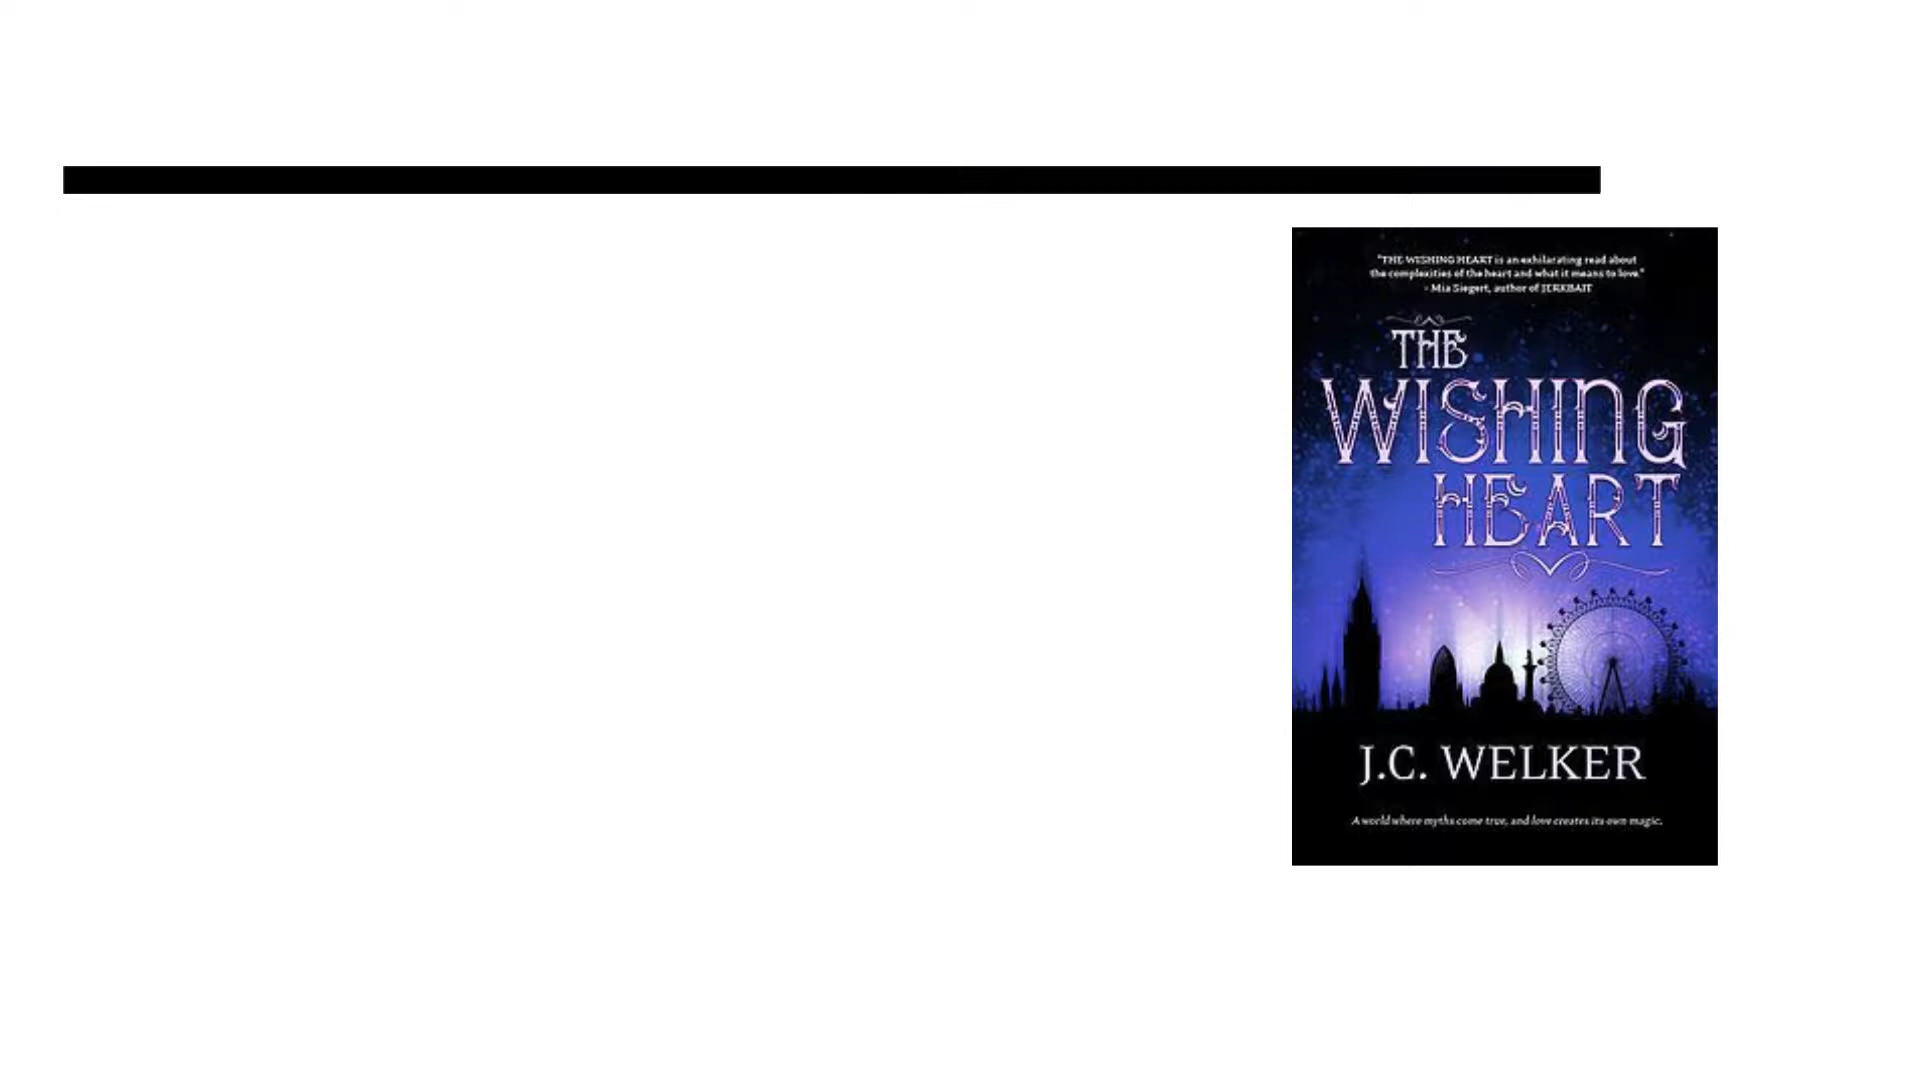 "THE WISHING HEART is an exhilarating read about
the complexities of the heart and what it means to love."
- Mia Siegert, author of JERKBAIT
THE
WISHING
HEART
J.C. WELKER
A world where myths come true, and love creates its own magic.